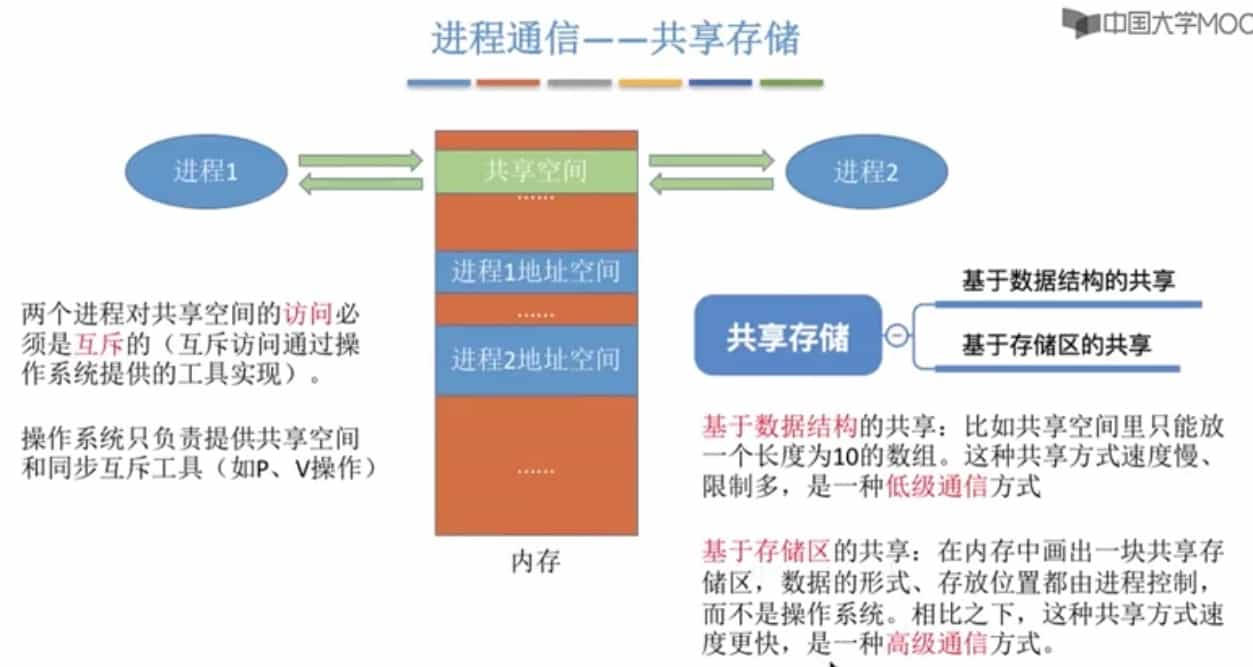 进程通信——共享存储
中国大学MOO
进程1
共享空间
进程2
......
进程1地址空间
......
进程2地址空间
......
内存
两个进程对共享空间的访问必
须是互斥的（互斥访问通过操
作系统提供的工具实现）。
操作系统只负责提供共享空间
和同步互斥工具（如P、V操作）
共享存储
基于数据结构的共享
基于存储区的共享
基于数据结构的共享：比如共享空间里只能放
一个长度为10的数组。这种共享方式速度慢、
限制多，是一种低级通信方式
基于存储区的共享：在内存中画出一块共享存
储区，数据的形式、存放位置都由进程控制，
而不是操作系统。相比之下，这种共享方式速
度更快，是一种高级通信方式。